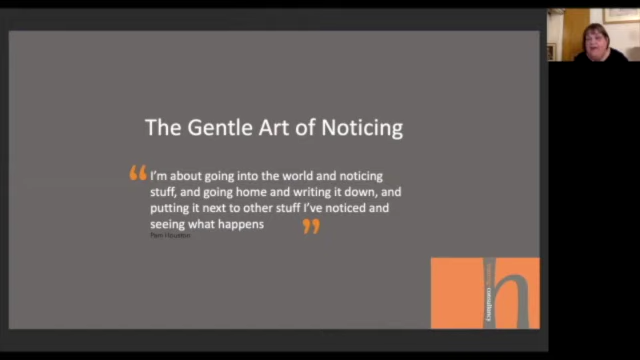 The Gentle Art of Noticing
“ I’m about going into the world and noticing
stuff, and going home and writing it down, and
putting it next to other stuff I’ve noticed and
seeing what happens ”
Pam Houston
h
consultancy